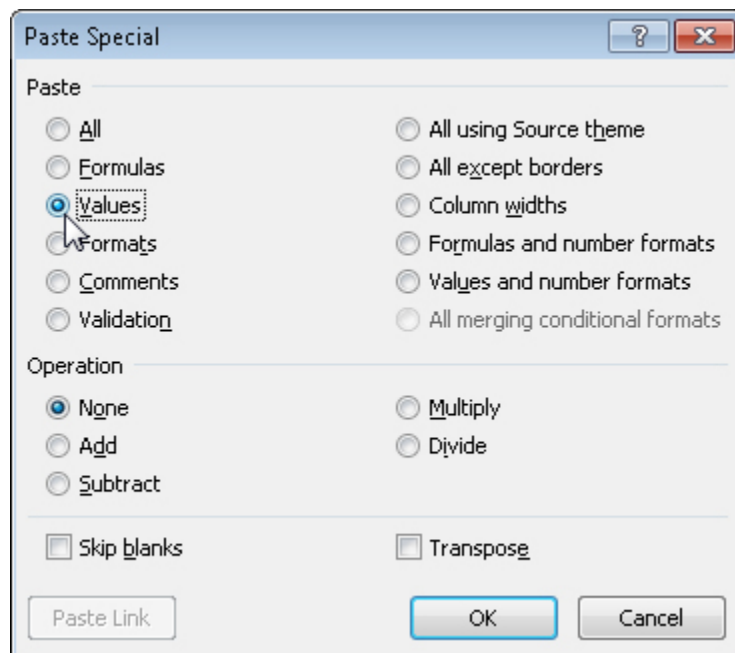 Paste Special
Paste
All
All using Source theme
Formulas
All except borders
Values
Column widths
Formats
Formulas and number formats
Comments
Values and number formats
Validation
All merging conditional formats
Operation
None
Multiply
Add
Divide
Subtract
Skip blanks
Transpose
Paste Link
OK
Cancel